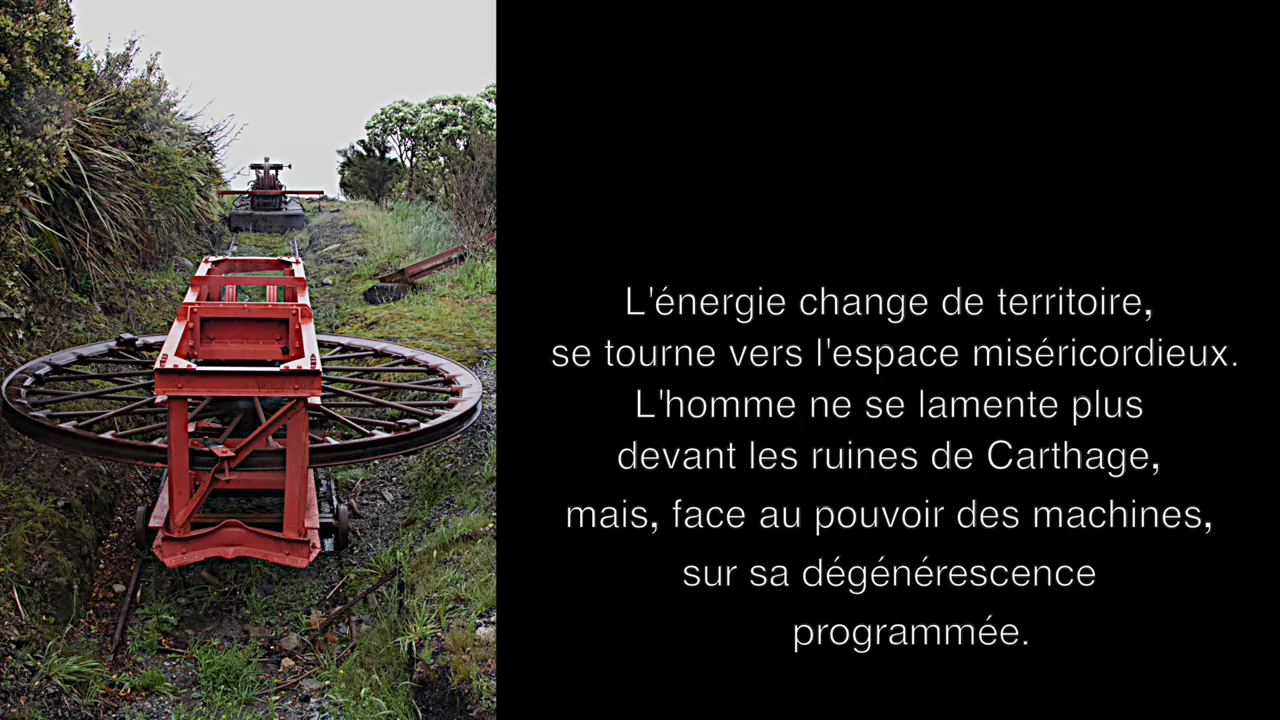 L'énergie change de territoire,
se tourne vers l'espace miséricordieux.
L'homme ne se lamente plus
devant les ruines de Carthage,
mais, face au pouvoir des machines,
sur sa dégénérescence
programmée.